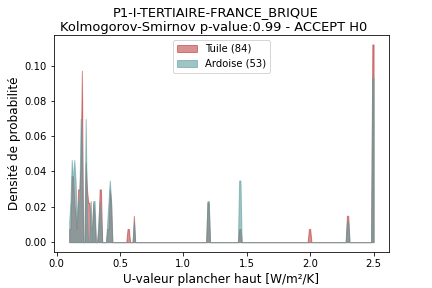 P1-I-TERTIAIRE-FRANCE_BRIQUE
Kolmogorov-Smirnov p-value:0.99 - ACCEPT H0
Tuile (84)
Ardoise (53)
Densité de probabilité
0.10
0.08
0.06
0.04
0.02
0.00
0.0 0.5 1.0 1.5 2.0 2.5
U-valeur plancher haut [W/m²/K]